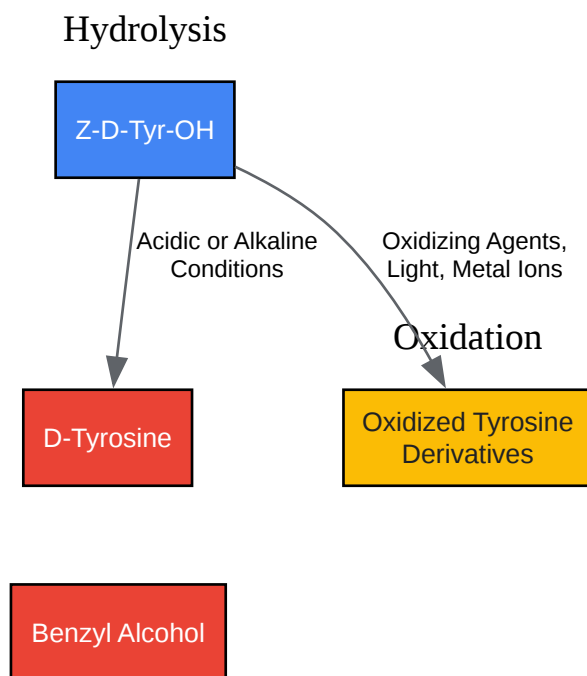 Hydrolysis
Z-D-Tyr-OH
Acidic or Alkaline
Conditions
Oxidizing Agents,
Light, Metal Ions
Oxidation
D-Tyrosine
Oxidized Tyrosine
Derivatives
Benzyl Alcohol